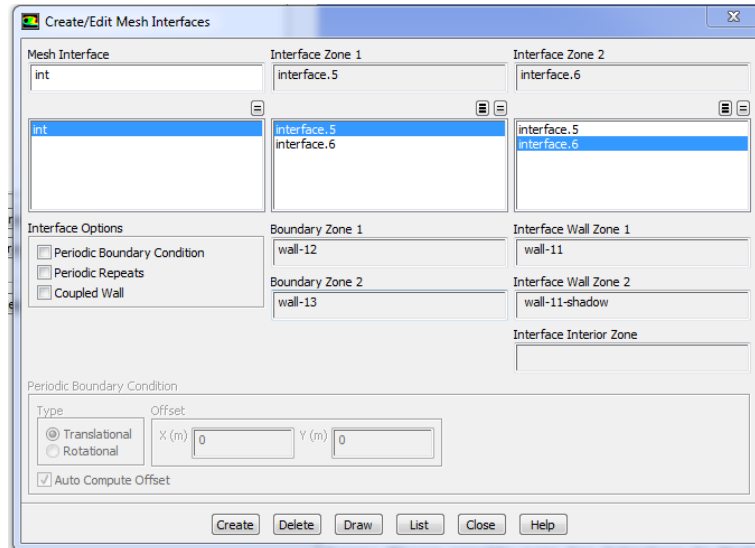 Create/Edit Mesh Interfaces
X
Mesh Interface
Interface Zone 1
Interface Zone 2
int
interface.5
interface.6
int
interface.5
interface.6
interface.5
interface.6
Interface Options
Periodic Boundary Condition
Periodic Repeats
Coupled Wall
Boundary Zone 1
Interface Wall Zone 1
wall-12
wall-11
Boundary Zone 2
Interface Wall Zone 2
wall-13
wall-11-shadow
Interface Interior Zone
Periodic Boundary Condition
Type
Offset
Translational
Rotational
X (m) 0
Y (m) 0
Auto Compute Offset
Create
Delete
Draw
List
Close
Help